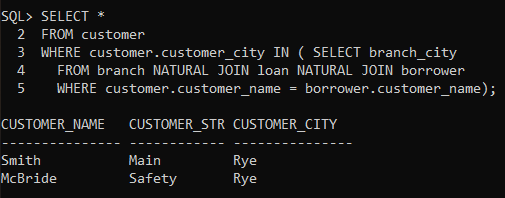 SQL> SELECT *
  2  FROM customer
  3  WHERE customer.customer_city IN ( SELECT branch_city
  4    FROM branch NATURAL JOIN loan NATURAL JOIN borrower
  5    WHERE customer.customer_name = borrower.customer_name);
CUSTOMER_NAME   CUSTOMER_STR CUSTOMER_CITY
--------------- ------------ ---------------
Smith           Main         Rye
McBride         Safety       Rye